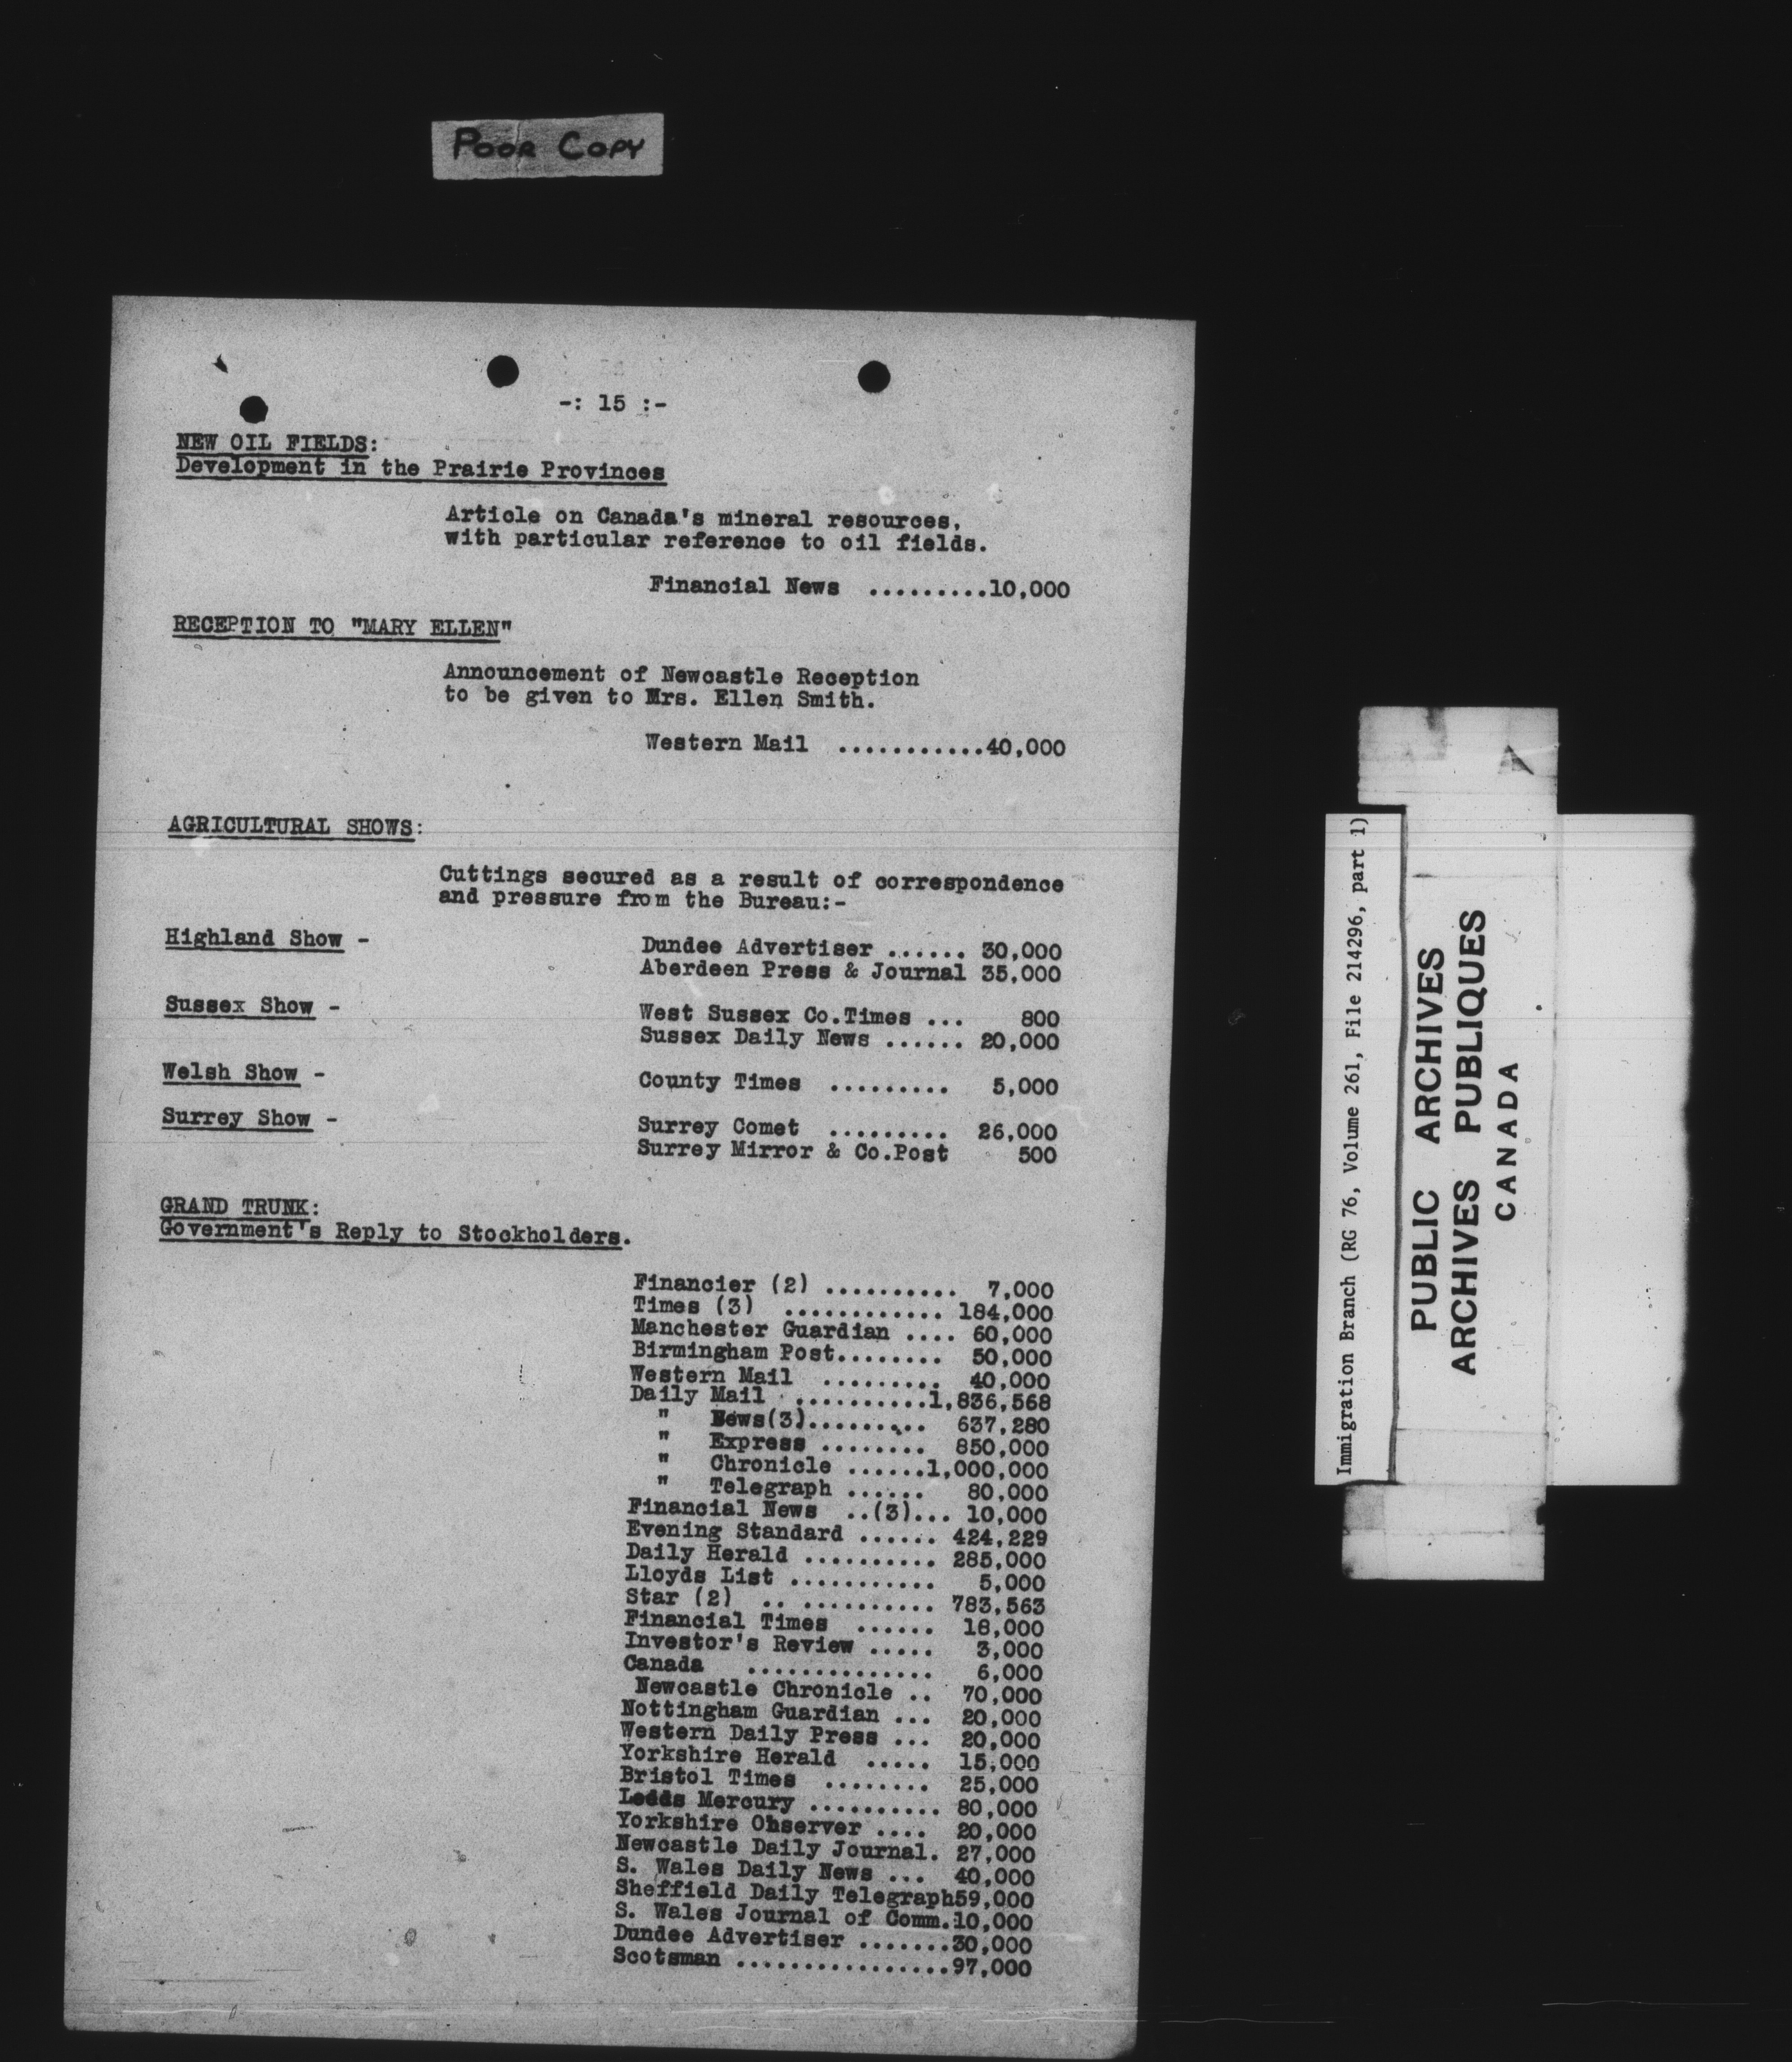 POOR COPY
-: 15 :-
NEW OIL FIELDS:
Development in the Prairie Provinces
Article on Canada's mineral resources,
with particular reference to oil fields.
Financial News .........10,000
RECEPTION TO "MARY ELLEN"
Announcement of Newcastle Reception
to be given to Mrs. Ellen Smith.
Western Mail ...........40,000
AGRICULTURAL SHOWS:
Cuttings secured as a result of correspondence
and pressure from the Bureau:-
Highland Show - Dundee Advertiser ...... 30,000
Aberdeen Press & Journal 35,000
Sussex Show - West Sussex Co.Times ... 800
Sussex Daily News ...... 20,000
Welsh Show - County Times ......... 5,000
Surrey Show - Surrey Comet ......... 26,000
Surrey Mirror & Co.Post 500
GRAND TRUNK:
Government's Reply to Stockholders.
Financier (2) .......... 7,000
Times (3) ............ 184,000
Manchester Guardian .... 60,000
Birmingham Post........ 50,000
Western Mail ......... 40,000
Daily Mail ..........1,836,568
" News(3)......... 637,280
" Express ........ 850,000
" Chronicle ......1,000,000
" Telegraph ...... 80,000
Financial News ..(3)... 10,000
Evening Standard ...... 424,229
Daily Herald .......... 285,000
Lloyds List ........... 5,000
Star (2) .. .......... 783,563
Financial Times ...... 18,000
Investor's Review ..... 3,000
Canada .............. 6,000
Newcastle Chronicle .. 70,000
Nottingham Guardian ... 20,000
Western Daily Press ... 20,000
Yorkshire Herald ..... 15,000
Bristol Times ........ 25,000
Leeds Mercury .......... 80,000
Yorkshire Observer .... 20,000
Newcastle Daily Journal. 27,000
S. Wales Daily News ... 40,000
Sheffield Daily Telegraph59,000
S. Wales Journal of Comm.10,000
Dundee Advertiser .......30,000
Scotsman ................97,000
Immigration Branch (RG 76, Volume 261, File 214296, part 1)
PUBLIC ARCHIVES
ARCHIVES PUBLIQUES
CANADA